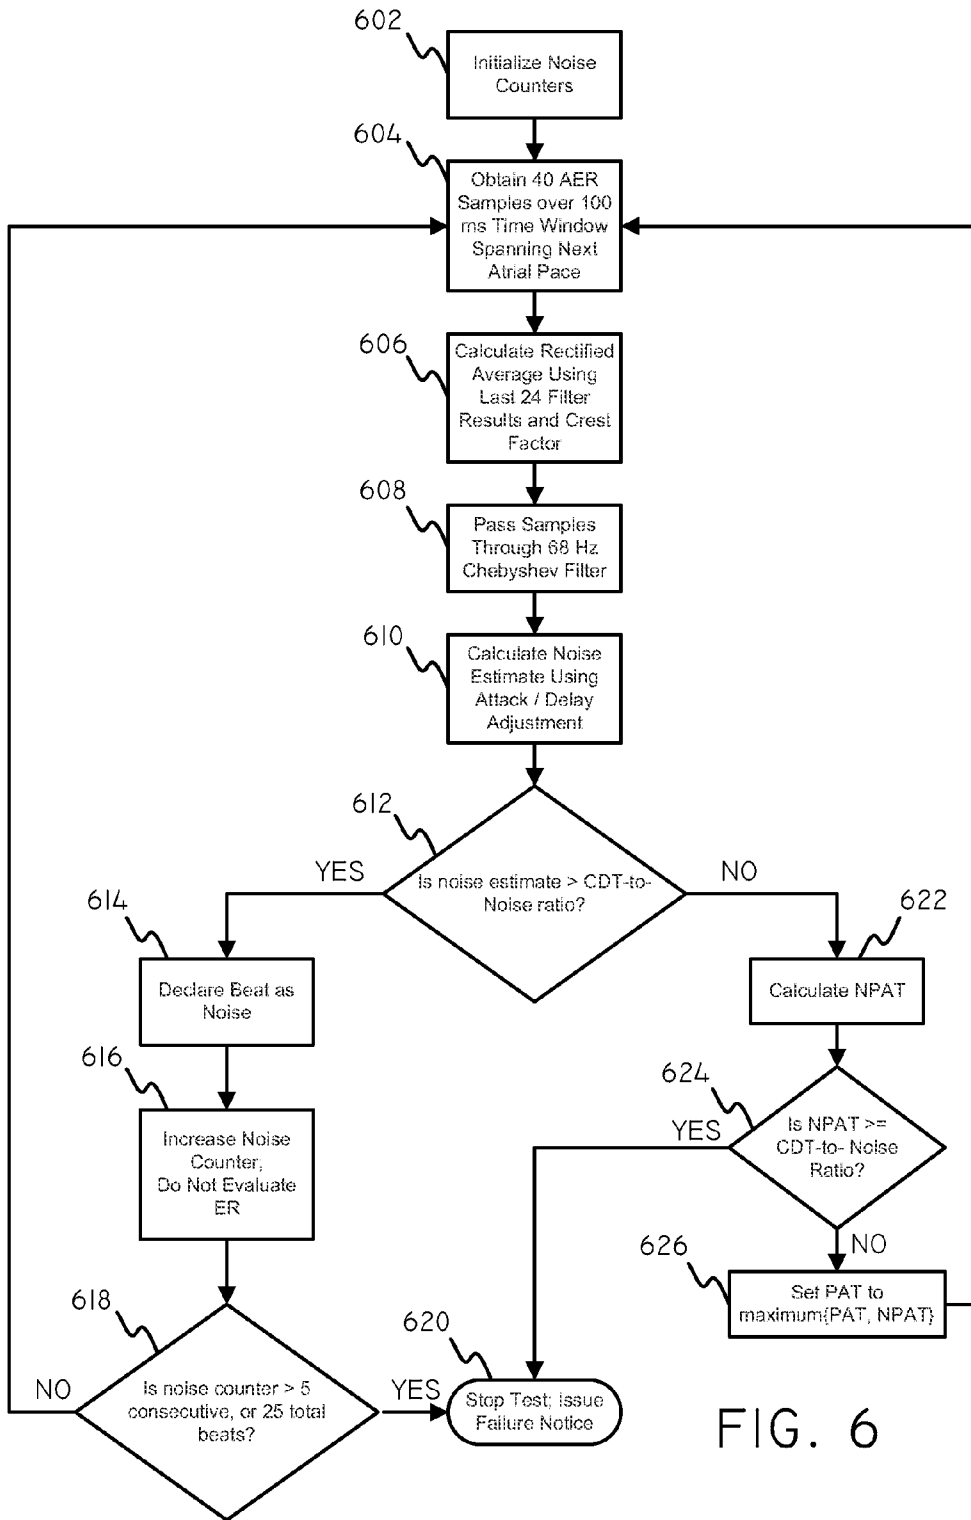 602
Initialize Noise
Counters
604
Obtain 40 AER
Samples over 100
ms Time Window
Spanning Next
Atrial Pace
606
Calculate Rectified
Average Using
Last 24 Filter
Results and Crest
Factor
608
Pass Samples
Through 68 Hz
Chebyshev Filter
610
Calculate Noise
Estimate Using
Attack / Delay
Adjustment
612
Is noise estimate > CDT-to-
Noise ratio?
YES
NO
614
Declare Beat as
Noise
616
Increase Noise
Counter,
Do Not Evaluate
ER
618
Is noise counter > 5
consecutive, or 25 total
beats?
NO
YES
620
Stop Test; Issue
Failure Notice
622
Calculate NPAT
624
Is NPAT >=
CDT-to- Noise
Ratio?
YES
NO
626
Set PAT to
maximum{PAT, NPAT}
FIG. 6